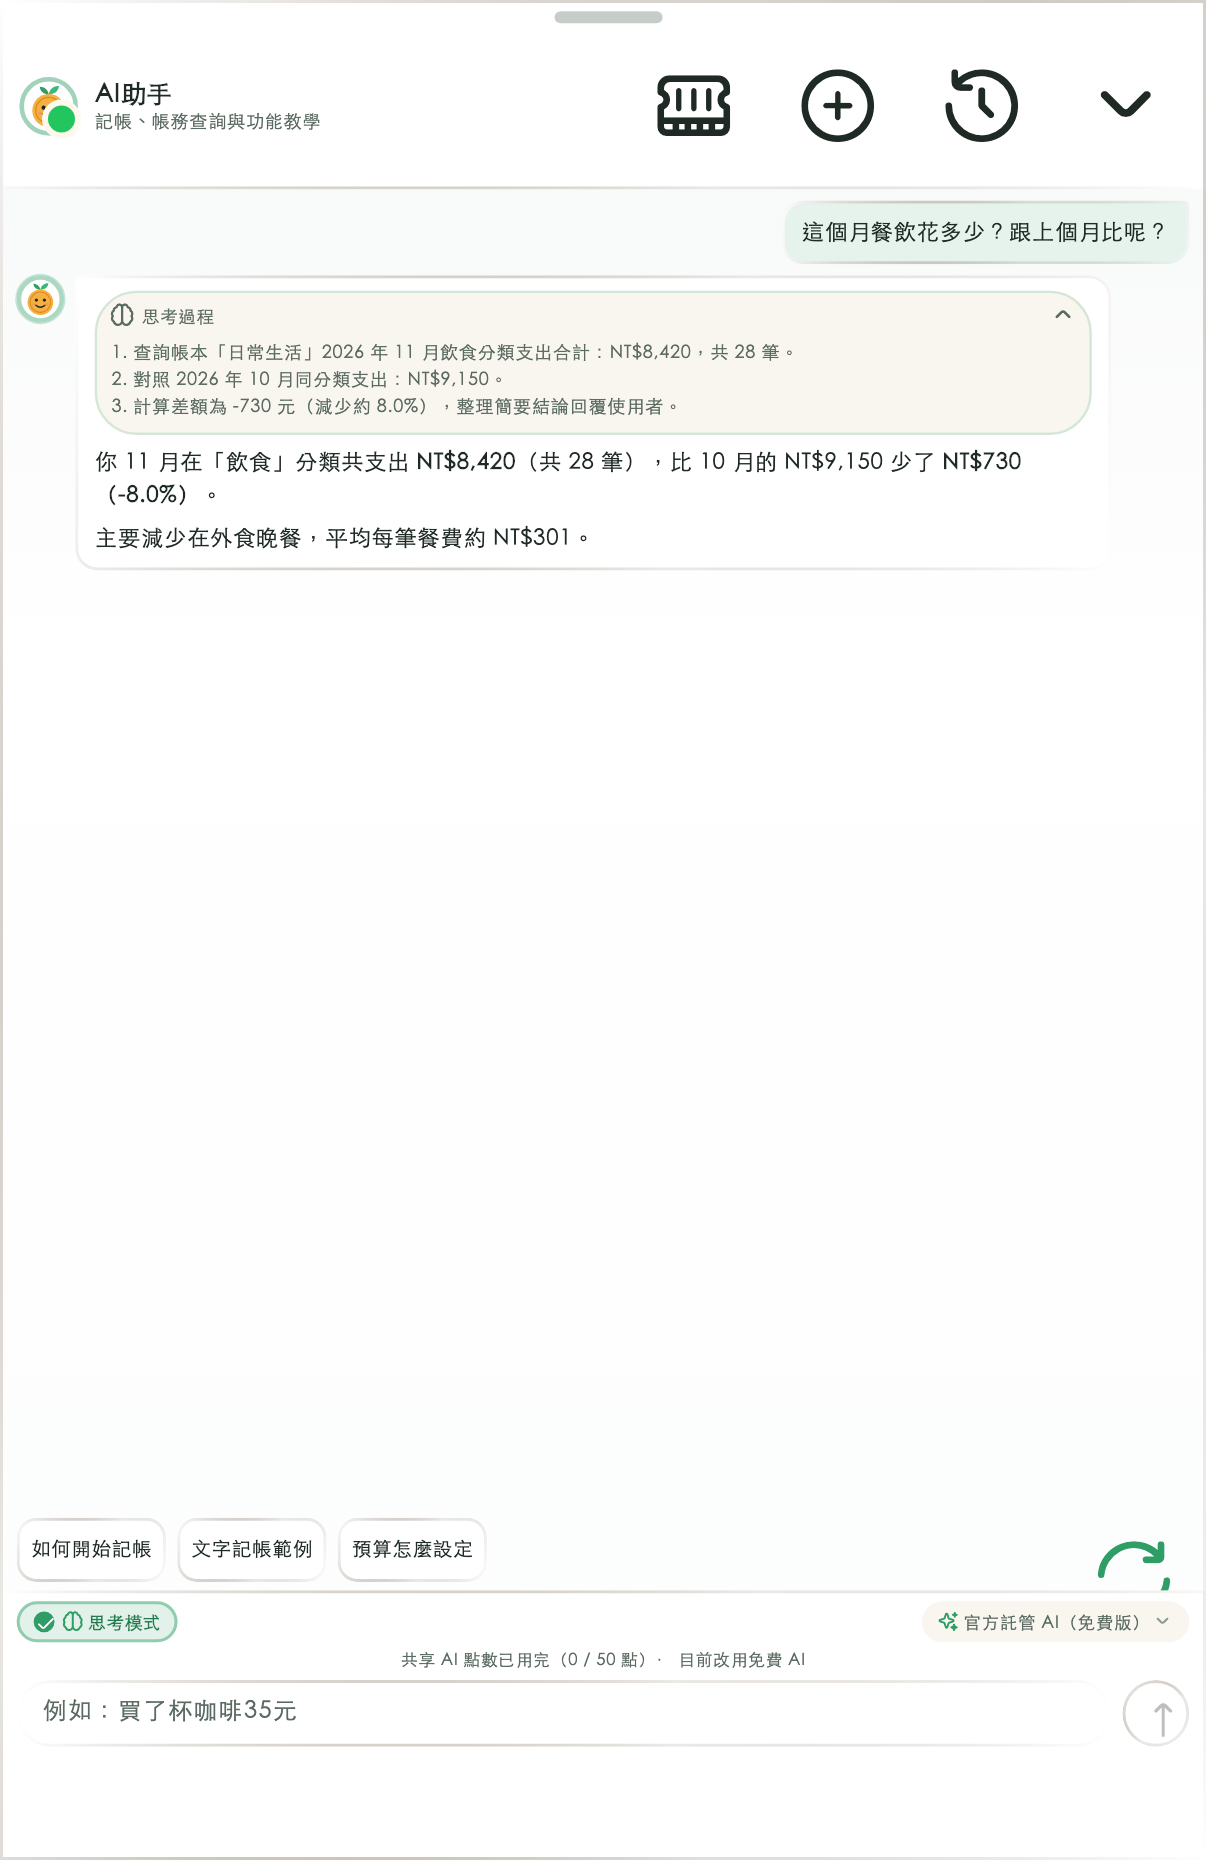 AI助手
記帳、帳務查詢與功能教學
這個月餐飲花多少？跟上個月比呢？
思考過程
1. 查詢帳本「日常生活」2026 年 11 月飲食分類支出合計：NT$8,420，共 28 筆。
2. 對照 2026 年 10 月同分類支出：NT$9,150。
3. 計算差額為 -730 元（減少約 8.0%），整理簡要結論回覆使用者。
你 11 月在「飲食」分類共支出 NT$8,420（共 28 筆），比 10 月的 NT$9,150 少了 NT$730
（-8.0%）。
主要減少在外食晚餐，平均每筆餐費約 NT$301。
如何開始記帳
文字記帳範例
預算怎麼設定
思考模式
官方託管 AI（免費版）
共享 AI 點數已用完（0 / 50 點）· 目前改用免費 AI
例如：買了杯咖啡35元